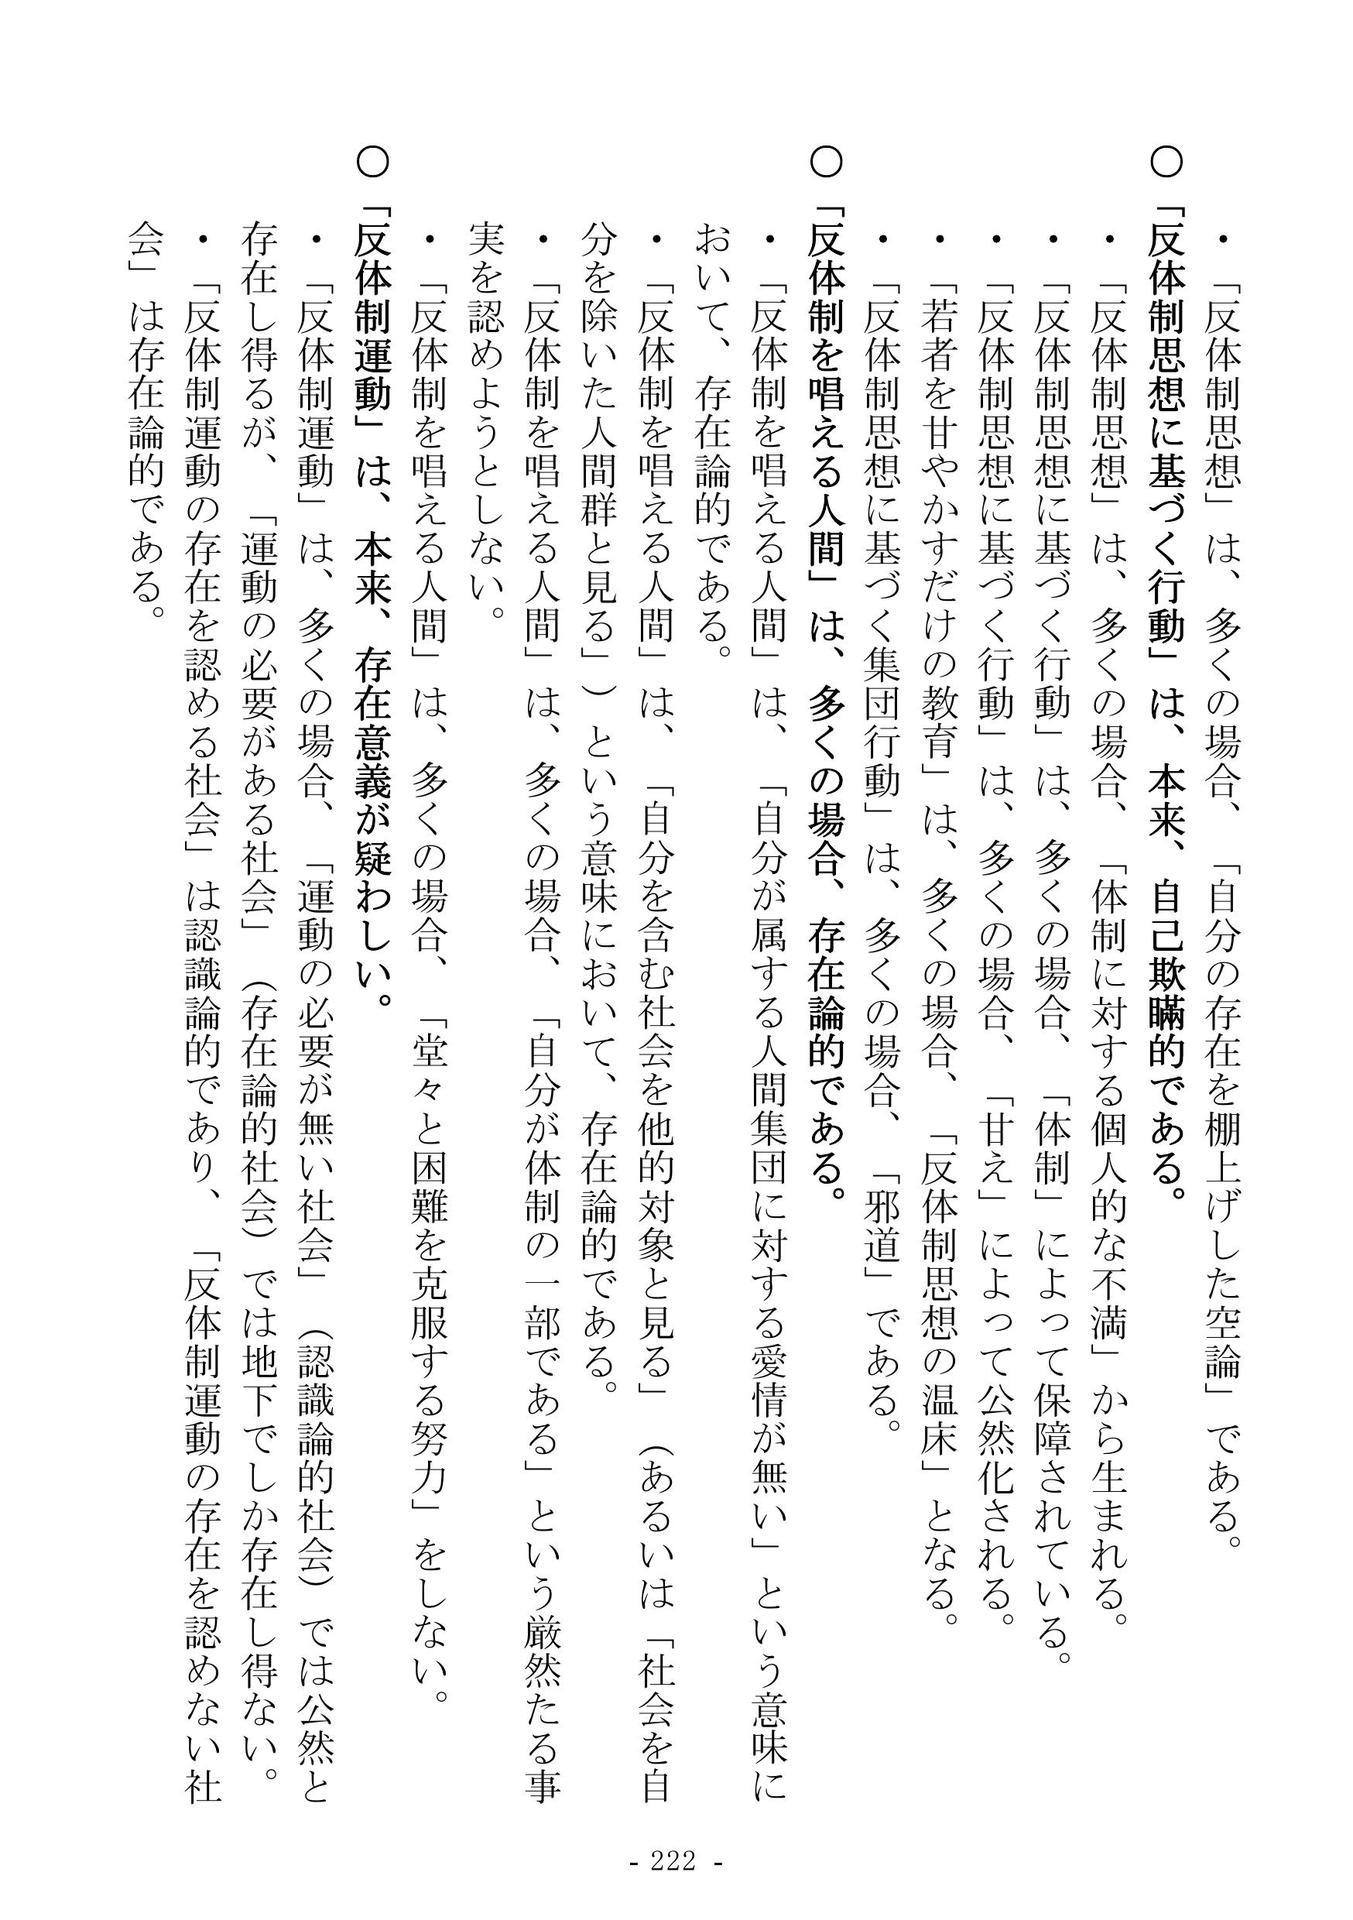 ・「反体制思想」は、多くの場合、「自分の存在を棚上げした空論」である。
〇「反体制思想に基づく行動」は、本来、自己欺瞞的である。
・「反体制思想」は、多くの場合、「体制に対する個人的な不満」から生まれる。
・「反体制思想に基づく行動」は、多くの場合、「体制」によって保障されている。
・「反体制思想に基づく行動」は、多くの場合、「甘え」によって公然化される。
・「若者を甘やかすだけの教育」は、多くの場合、「反体制思想の温床」となる。
・「反体制思想に基づく集団行動」は、多くの場合、「邪道」である。
〇「反体制を唱える人間」は、多くの場合、存在論的である。
・「反体制を唱える人間」は、「自分が属する人間集団に対する愛情が無い」という意味に
おいて、存在論的である。
・「反体制を唱える人間」は、「自分を含む社会を他的対象と見る」（あるいは「社会を自
分を除いた人間群と見る」）という意味において、存在論的である。
・「反体制を唱える人間」は、多くの場合、「自分が体制の一部である」という厳然たる事
実を認めようとしない。
・「反体制を唱える人間」は、多くの場合、「堂々と困難を克服する努力」をしない。
〇「反体制運動」は、本来、存在意義が疑わしい。
・「反体制運動」は、多くの場合、「運動の必要が無い社会」（認識論的社会）では公然と
存在し得るが、「運動の必要がある社会」（存在論的社会）では地下でしか存在し得ない。
・「反体制運動の存在を認める社会」は認識論的であり、「反体制運動の存在を認めない社
会」は存在論的である。
- 222 -